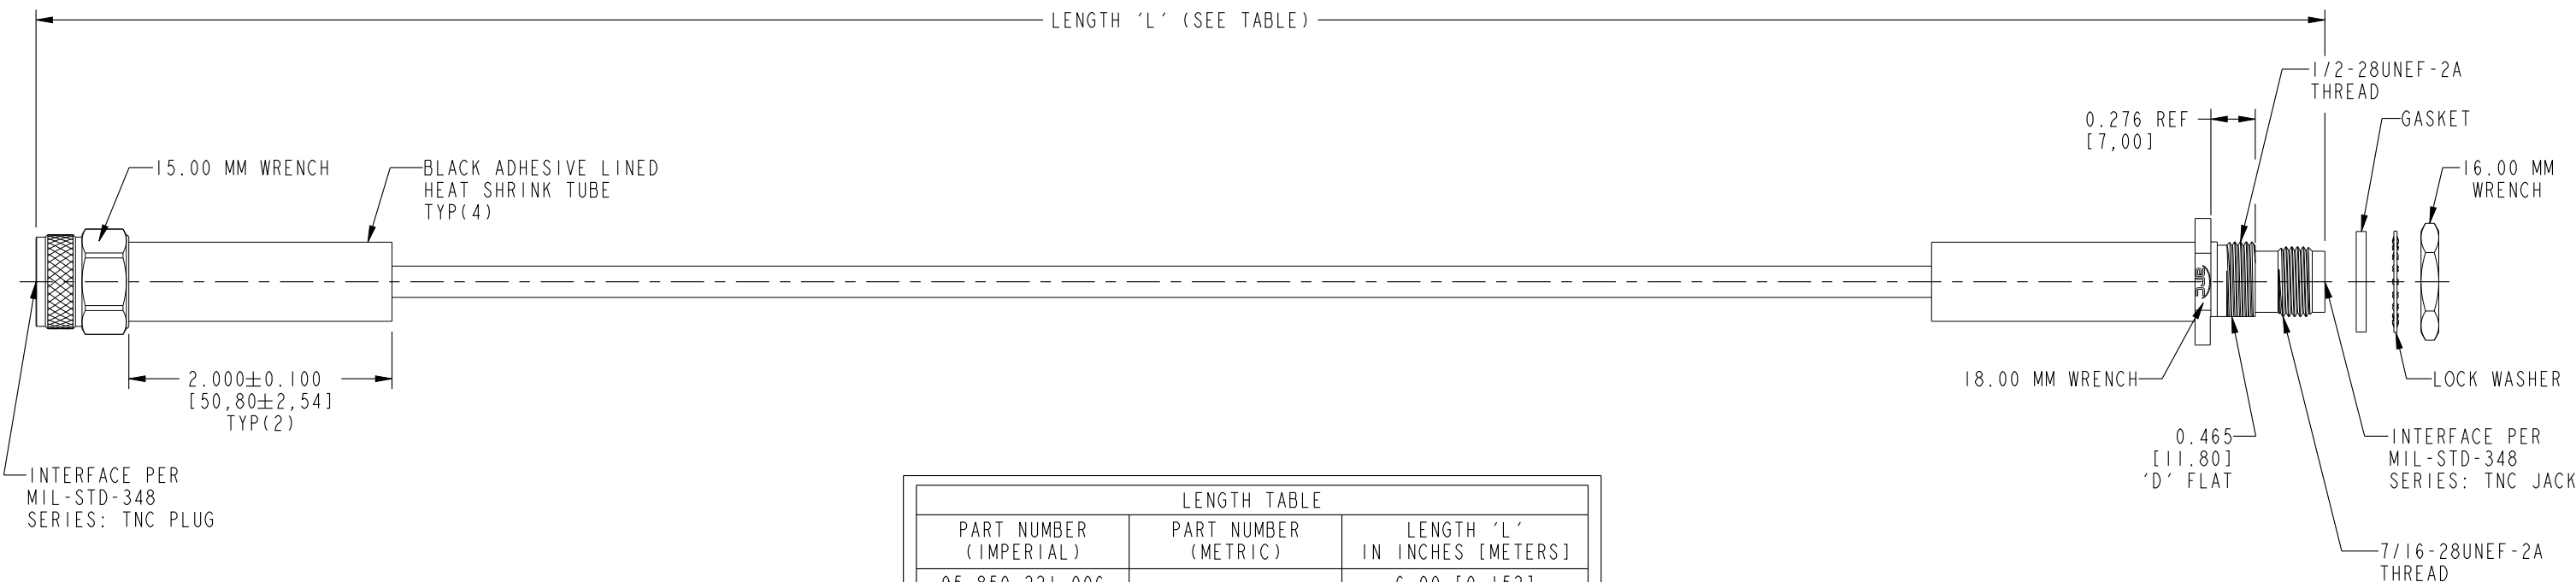 LENGTH 'L' (SEE TABLE)
1/2-28UNEF-2A
THREAD
0.276 REF
[7,00]
GASKET
15.00 MM WRENCH
BLACK ADHESIVE LINED
HEAT SHRINK TUBE
TYP(4)
16.00 MM
WRENCH
2.000±0.100
[50,80±2,54]
TYP(2)
18.00 MM WRENCH
LOCK WASHER
0.465
[11.80]
'D' FLAT
INTERFACE PER
MIL-STD-348
SERIES: TNC JACK
INTERFACE PER
MIL-STD-348
SERIES: TNC PLUG
7/16-28UNEF-2A
THREAD
LENGTH TABLE
PART NUMBER
(IMPERIAL)
PART NUMBER
(METRIC)
LENGTH 'L'
IN INCHES [METERS]